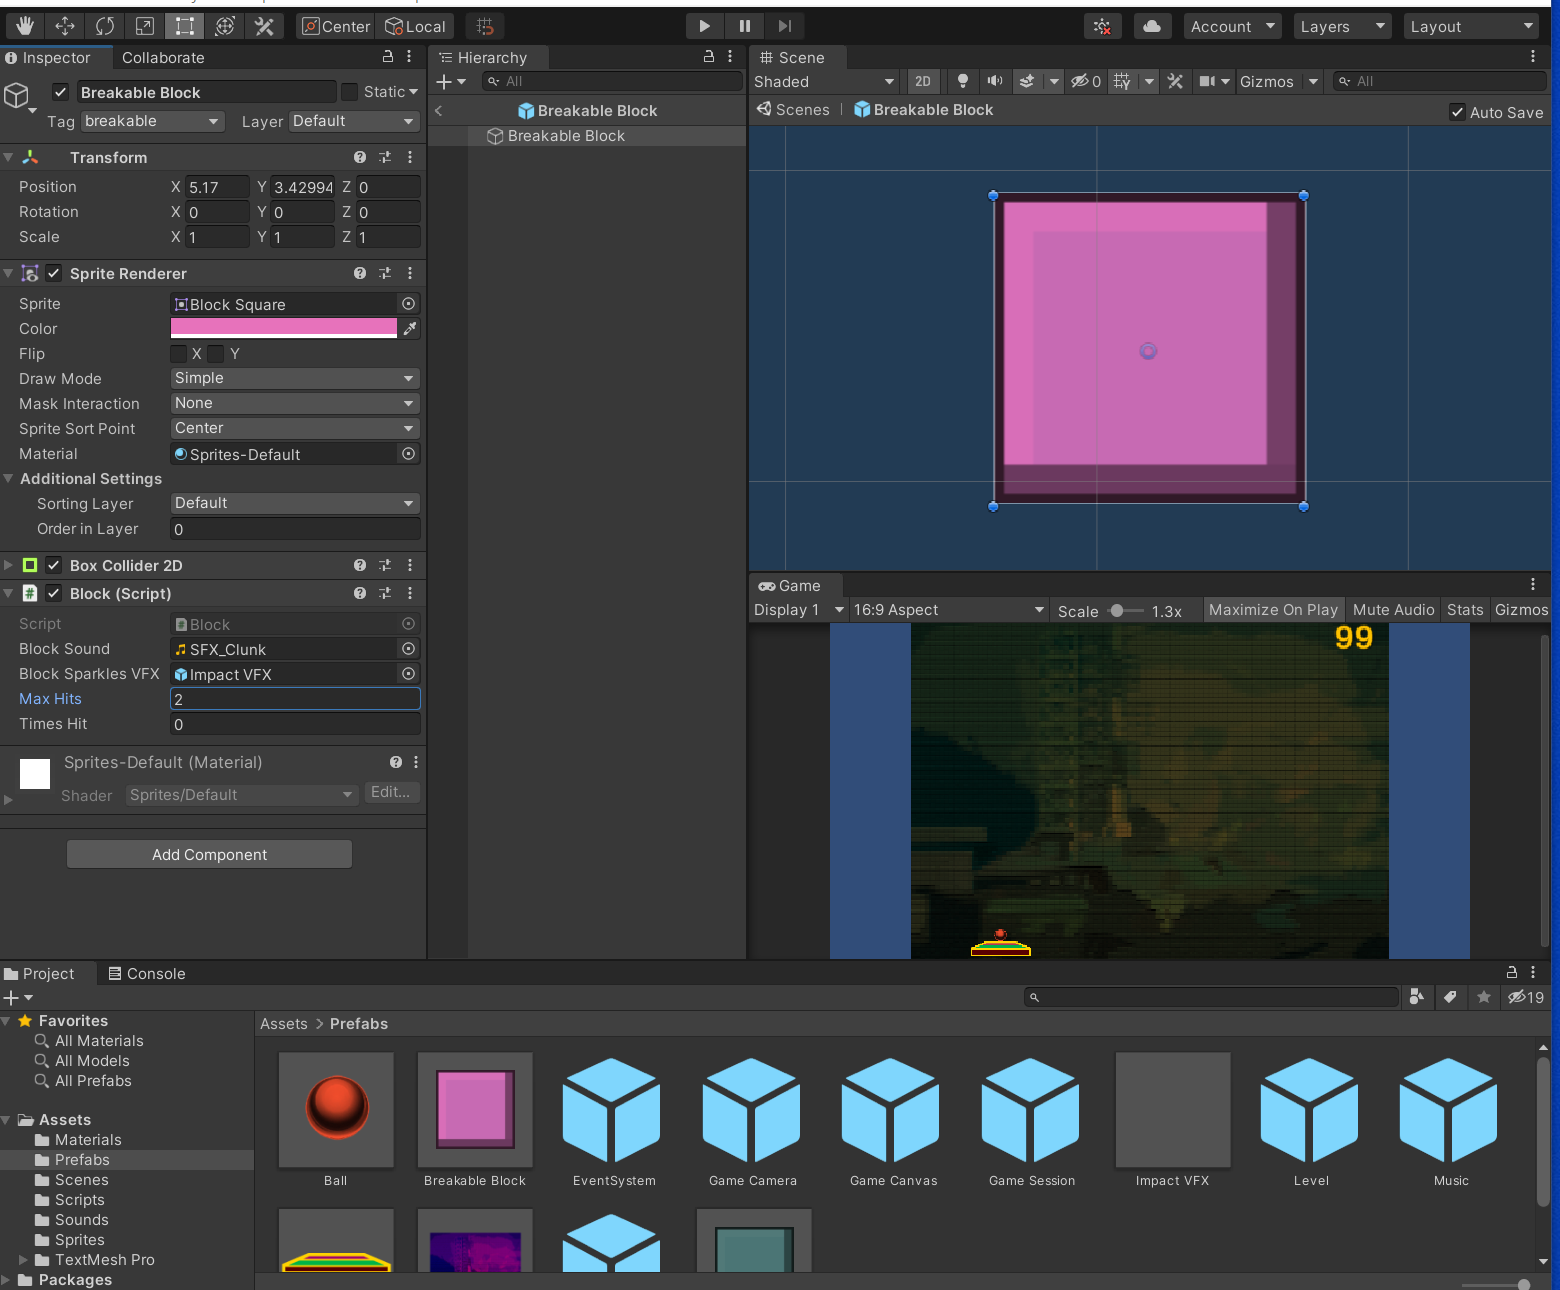 Center
Local
Account
Layers
Layout
Inspector
Collaborate
Breakable Block
Static
Tag
breakable
Layer
Default
Transform
Position
X
5.17
Y
3.42994
Z
0
Rotation
X
0
Y
0
Z
0
Scale
X
1
Y
1
Z
1
Sprite Renderer
Sprite
Block Square
Color
Flip
X
Y
Draw Mode
Simple
Mask Interaction
None
Sprite Sort Point
Center
Material
Sprites-Default
Additional Settings
Sorting Layer
Default
Order in Layer
0
Box Collider 2D
Block (Script)
Script
Block
Block Sound
SFX_Clunk
Block Sparkles VFX
Impact VFX
Max Hits
2
Times Hit
0
Sprites-Default (Material)
Shader
Sprites/Default
Edit...
Add Component
Hierarchy
All
Breakable Block
Breakable Block
Scene
Shaded
2D
0
Gizmos
All
Scenes
Breakable Block
Auto Save
Game
Display 1
16:9 Aspect
Scale
1.3x
Maximize On Play
Mute Audio
Stats
Gizmos
99
Project
Console
19
Favorites
All Materials
All Models
All Prefabs
Assets
Materials
Prefabs
Scenes
Scripts
Sounds
Sprites
TextMesh Pro
Packages
Assets > Prefabs
Ball
Breakable Block
EventSystem
Game Camera
Game Canvas
Game Session
Impact VFX
Level
Music